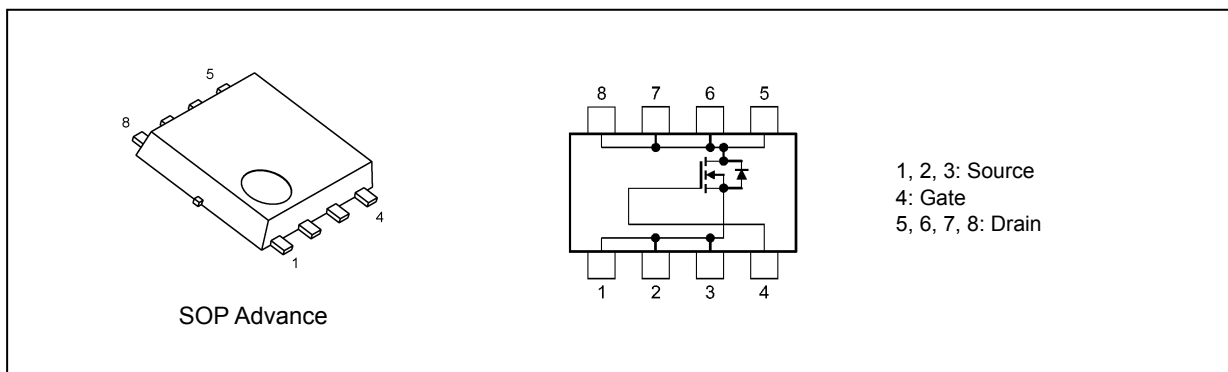 5
8
4
1
SOP Advance
8 7 6 5
1 2 3 4
1, 2, 3: Source
4: Gate
5, 6, 7, 8: Drain